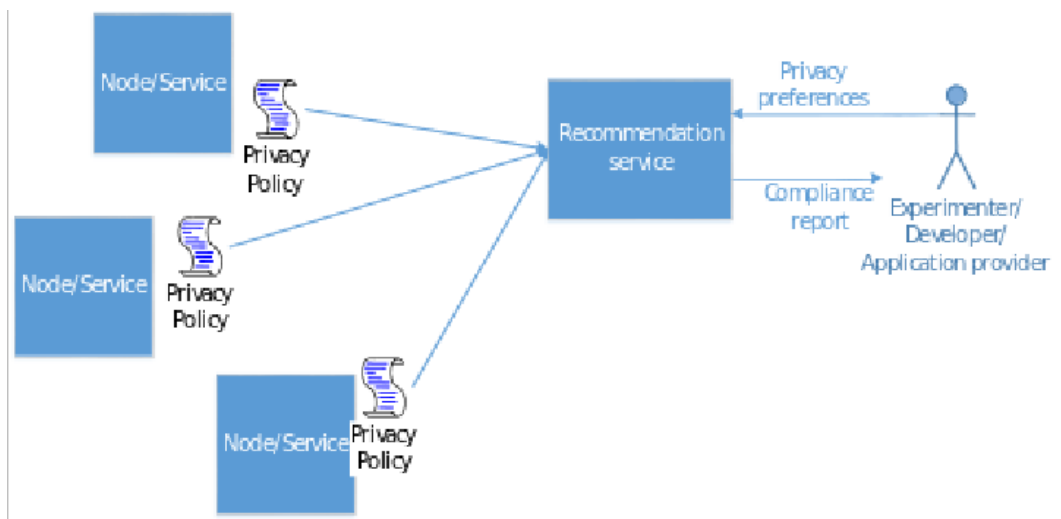 Node/Service
Privacy
Policy
Node/Service
Privacy
Policy
Node/Service
Privacy
Policy
Recommendation
service
Privacy
preferences
Compliance
report
Experimenter/
Developer/
Application provider